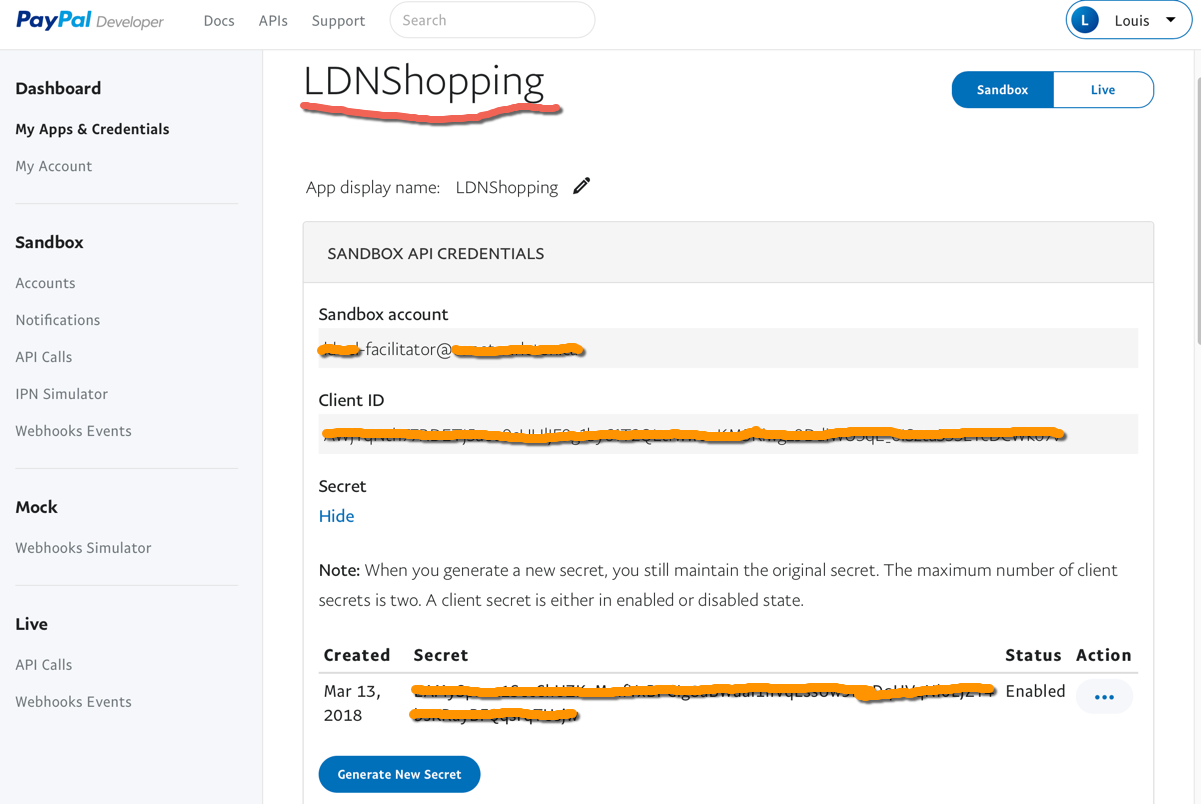 PayPal Developer Docs APIs Support Search L Louis
Dashboard
My Apps & Credentials
My Account
Sandbox
Accounts
Notifications
API Calls
IPN Simulator
Webhooks Events
Mock
Webhooks Simulator
Live
API Calls
Webhooks Events
LDNShopping
Sandbox Live
App display name: LDNShopping
SANDBOX API CREDENTIALS
Sandbox account
-facilitator@
Client ID
Secret
Hide
Note: When you generate a new secret, you still maintain the original secret. The maximum number of client
secrets is two. A client secret is either in enabled or disabled state.
Created Secret Status Action
Mar 13, Enabled
2018
Generate New Secret